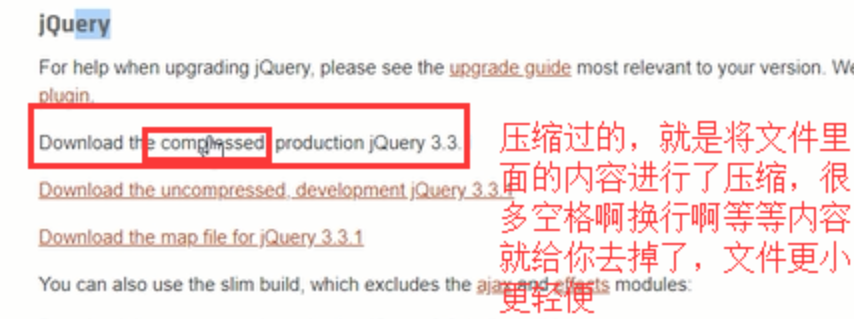 jQuery
For help when upgrading jQuery, please see the upgrade guide most relevant to your version. We
plugin.
Download the compressed, production jQuery 3.3.
Download the uncompressed, development jQuery 3.3.1
Download the map file for jQuery 3.3.1
You can also use the slim build, which excludes the ajax and effects modules:
压缩过的，就是将文件里
面的内容进行了压缩，很
多空格啊换行啊等等内容
就给你去掉了，文件更小
更轻便